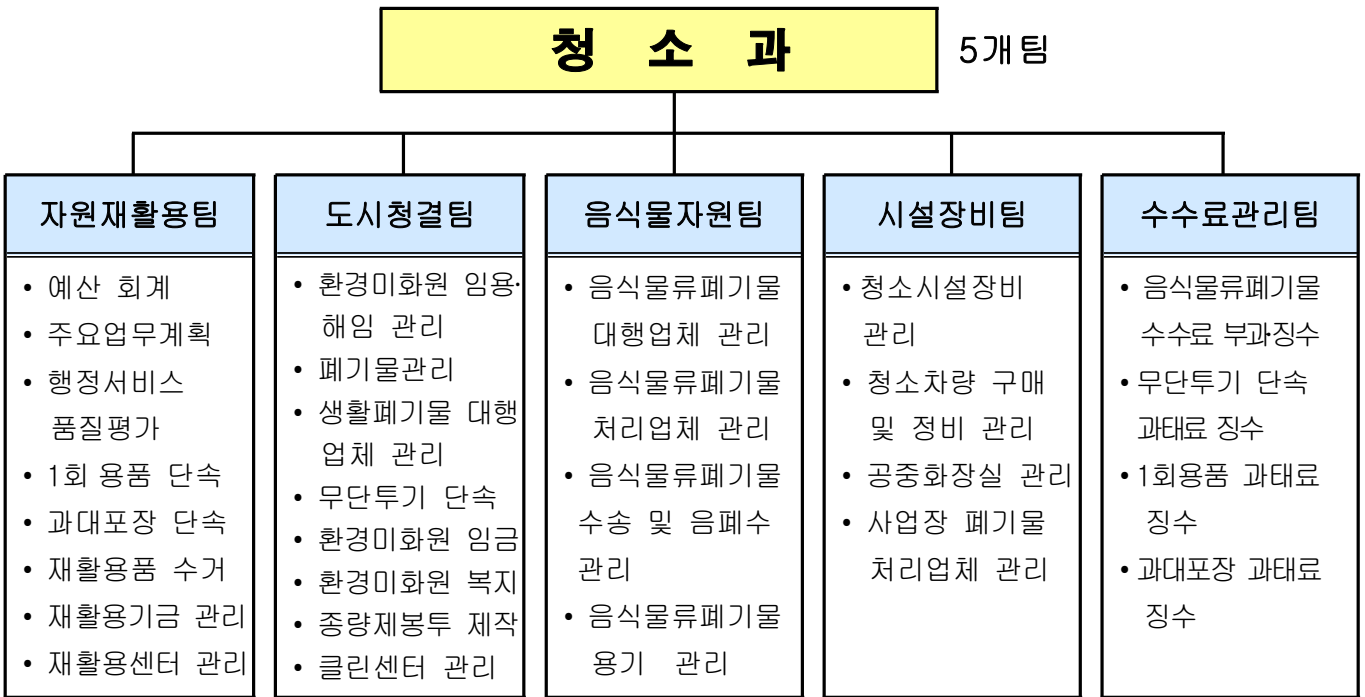 청 소 과
5개팀
자원재활용팀
• 예산 회계
• 주요업무계획
• 행정서비스
품질평가
• 1회 용품 단속
• 과대포장 단속
• 재활용품 수거
• 재활용기금 관리
• 재활용센터 관리
도시청결팀
• 환경미화원 임용·
해임 관리
• 폐기물관리
• 생활폐기물 대행
업체 관리
• 무단투기 단속
• 환경미화원 임금
• 환경미화원 복지
• 종량제봉투 제작
• 클린센터 관리
음식물자원팀
• 음식물류폐기물
대행업체 관리
• 음식물류폐기물
처리업체 관리
• 음식물류폐기물
수송 및 음폐수
관리
• 음식물류폐기물
용기 관리
시설장비팀
• 청소시설장비
관리
• 청소차량 구매
및 정비 관리
• 공중화장실 관리
• 사업장 폐기물
처리업체 관리
수수료관리팀
• 음식물류폐기물
수수료 부과·징수
• 무단투기 단속
과태료 징수
• 1회용품 과태료
징수
• 과대포장 과태료
징수